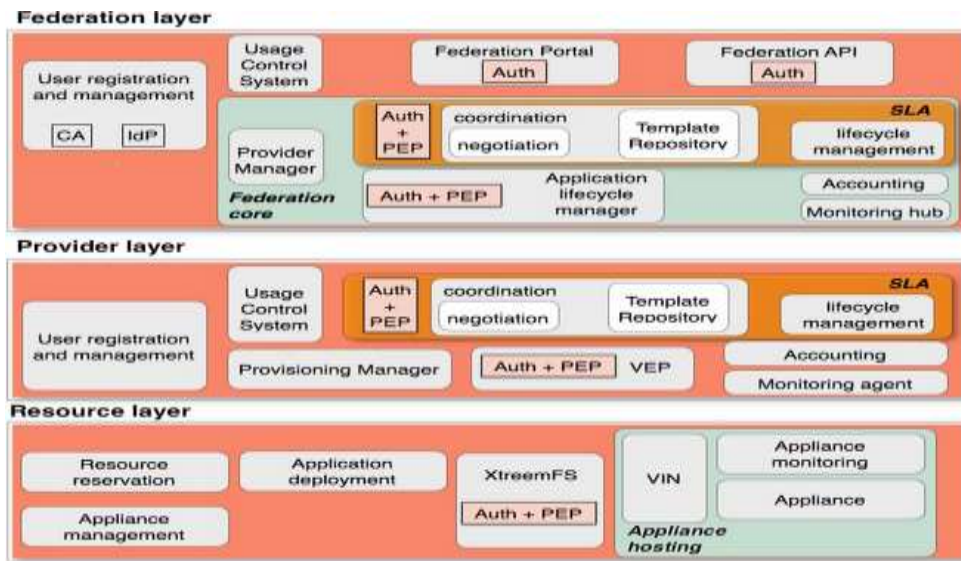 Federation layer
User registration
and management
CA
IdP
Usage
Control
System
Federation Portal
Auth
Federation API
Auth
Provider
Manager
Federation
core
Auth
+
PEP
coordination
negotiation
Template
Repository
SLA
lifecycle
management
Auth + PEP
Application
lifecycle
manager
Accounting
Monitoring hub
Provider layer
User registration
and management
Usage
Control
System
Auth
+
PEP
coordination
negotiation
Template
Repository
SLA
lifecycle
management
Provisioning Manager
Auth + PEP
VEP
Accounting
Monitoring agent
Resource layer
Resource
reservation
Application
deployment
Appliance
management
XtreemFS
Auth + PEP
VIN
Appliance
monitoring
Appliance
Appliance
hosting